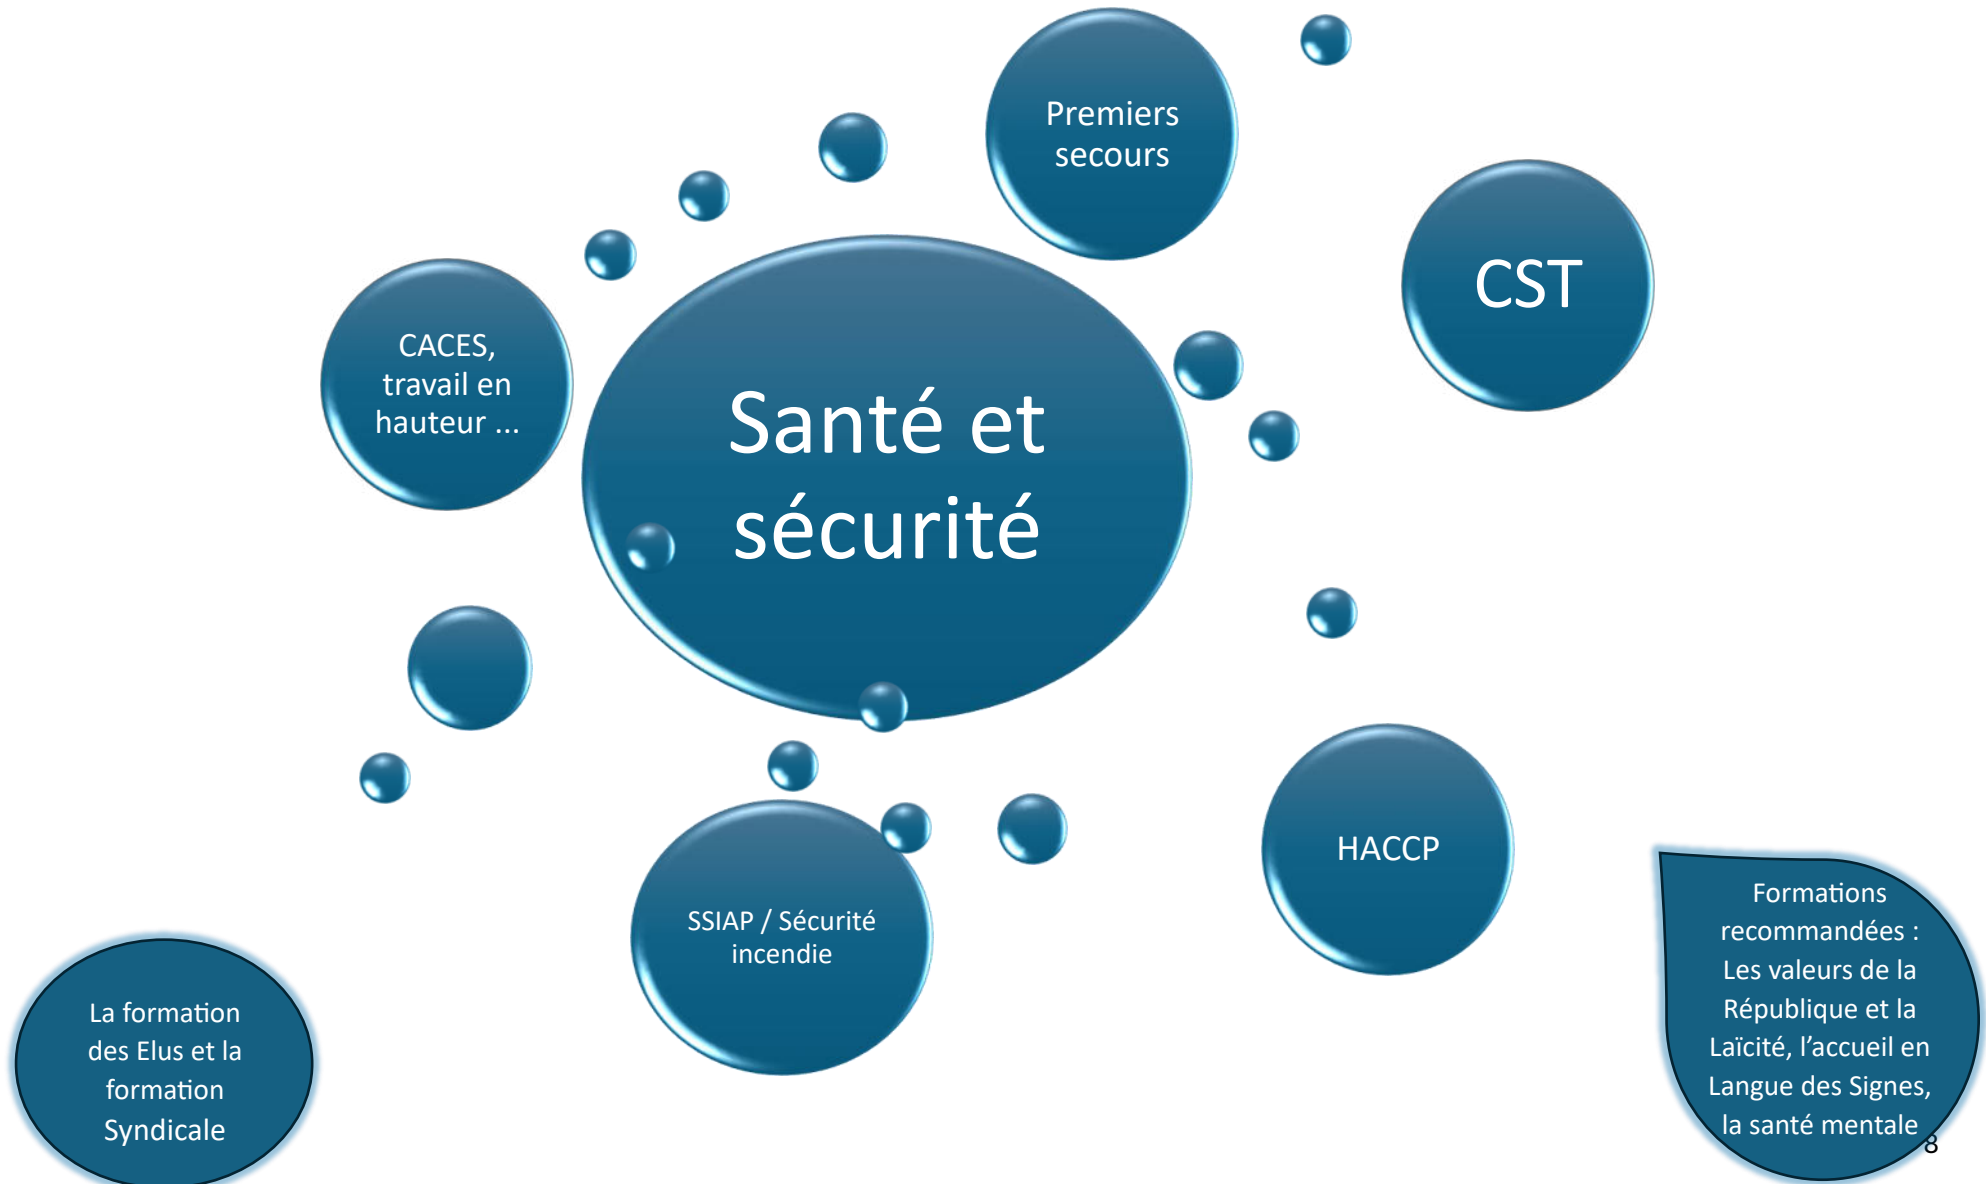 Premiers
secours
CST
CACES,
travail en
hauteur ...
Santé et
sécurité
HACCP
SSIAP / Sécurité
incendie
Formations
recommandées :
Les valeurs de la
République et la
Laïcité, l’accueil en
Langue des Signes,
la santé mentale
La formation
des Elus et la
formation
Syndicale
8